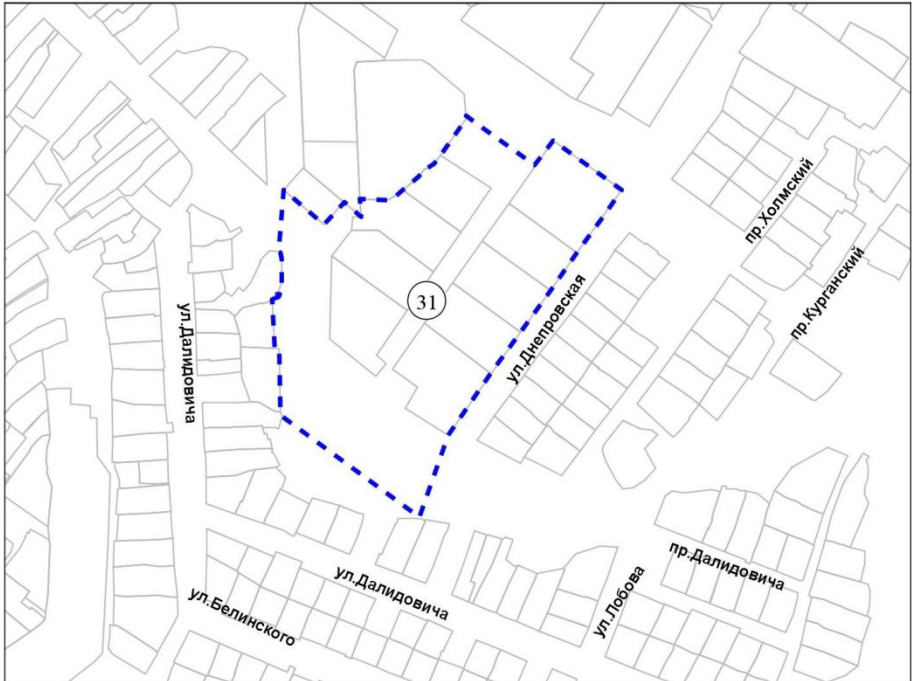 пр.Холмский
пр.Курганский
31
ул.Днепровская
ул.Далидовича
пр.Далидовича
ул.Далидовича
ул.Лобова
ул.Белинского